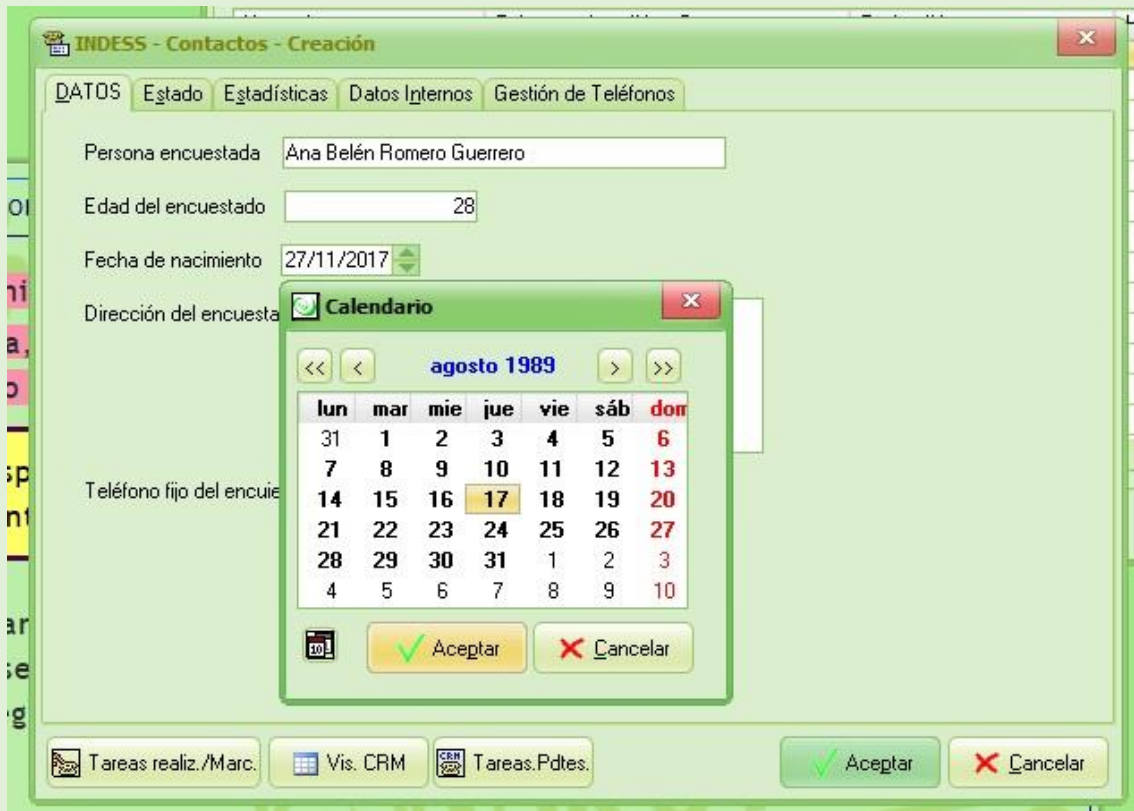 INDESS - Contactos - Creación
DATOS Estado Estadísticas Datos Internos Gestión de Teléfonos
Persona encuestada Ana Belén Romero Guerrero
Edad del encuestado 28
Fecha de nacimiento 27/11/2017
Dirección del encuesta
Calendario
<< < agosto 1989 > >>
lun mar mie jue vie sáb dom
31 1 2 3 4 5 6
7 8 9 10 11 12 13
14 15 16 17 18 19 20
21 22 23 24 25 26 27
28 29 30 31 1 2 3
4 5 6 7 8 9 10
Teléfono fijo del encue
Aceptar Cancelar
Tareas realiz./Marc. Vis. CRM Tareas.Pdtes. Aceptar Cancelar